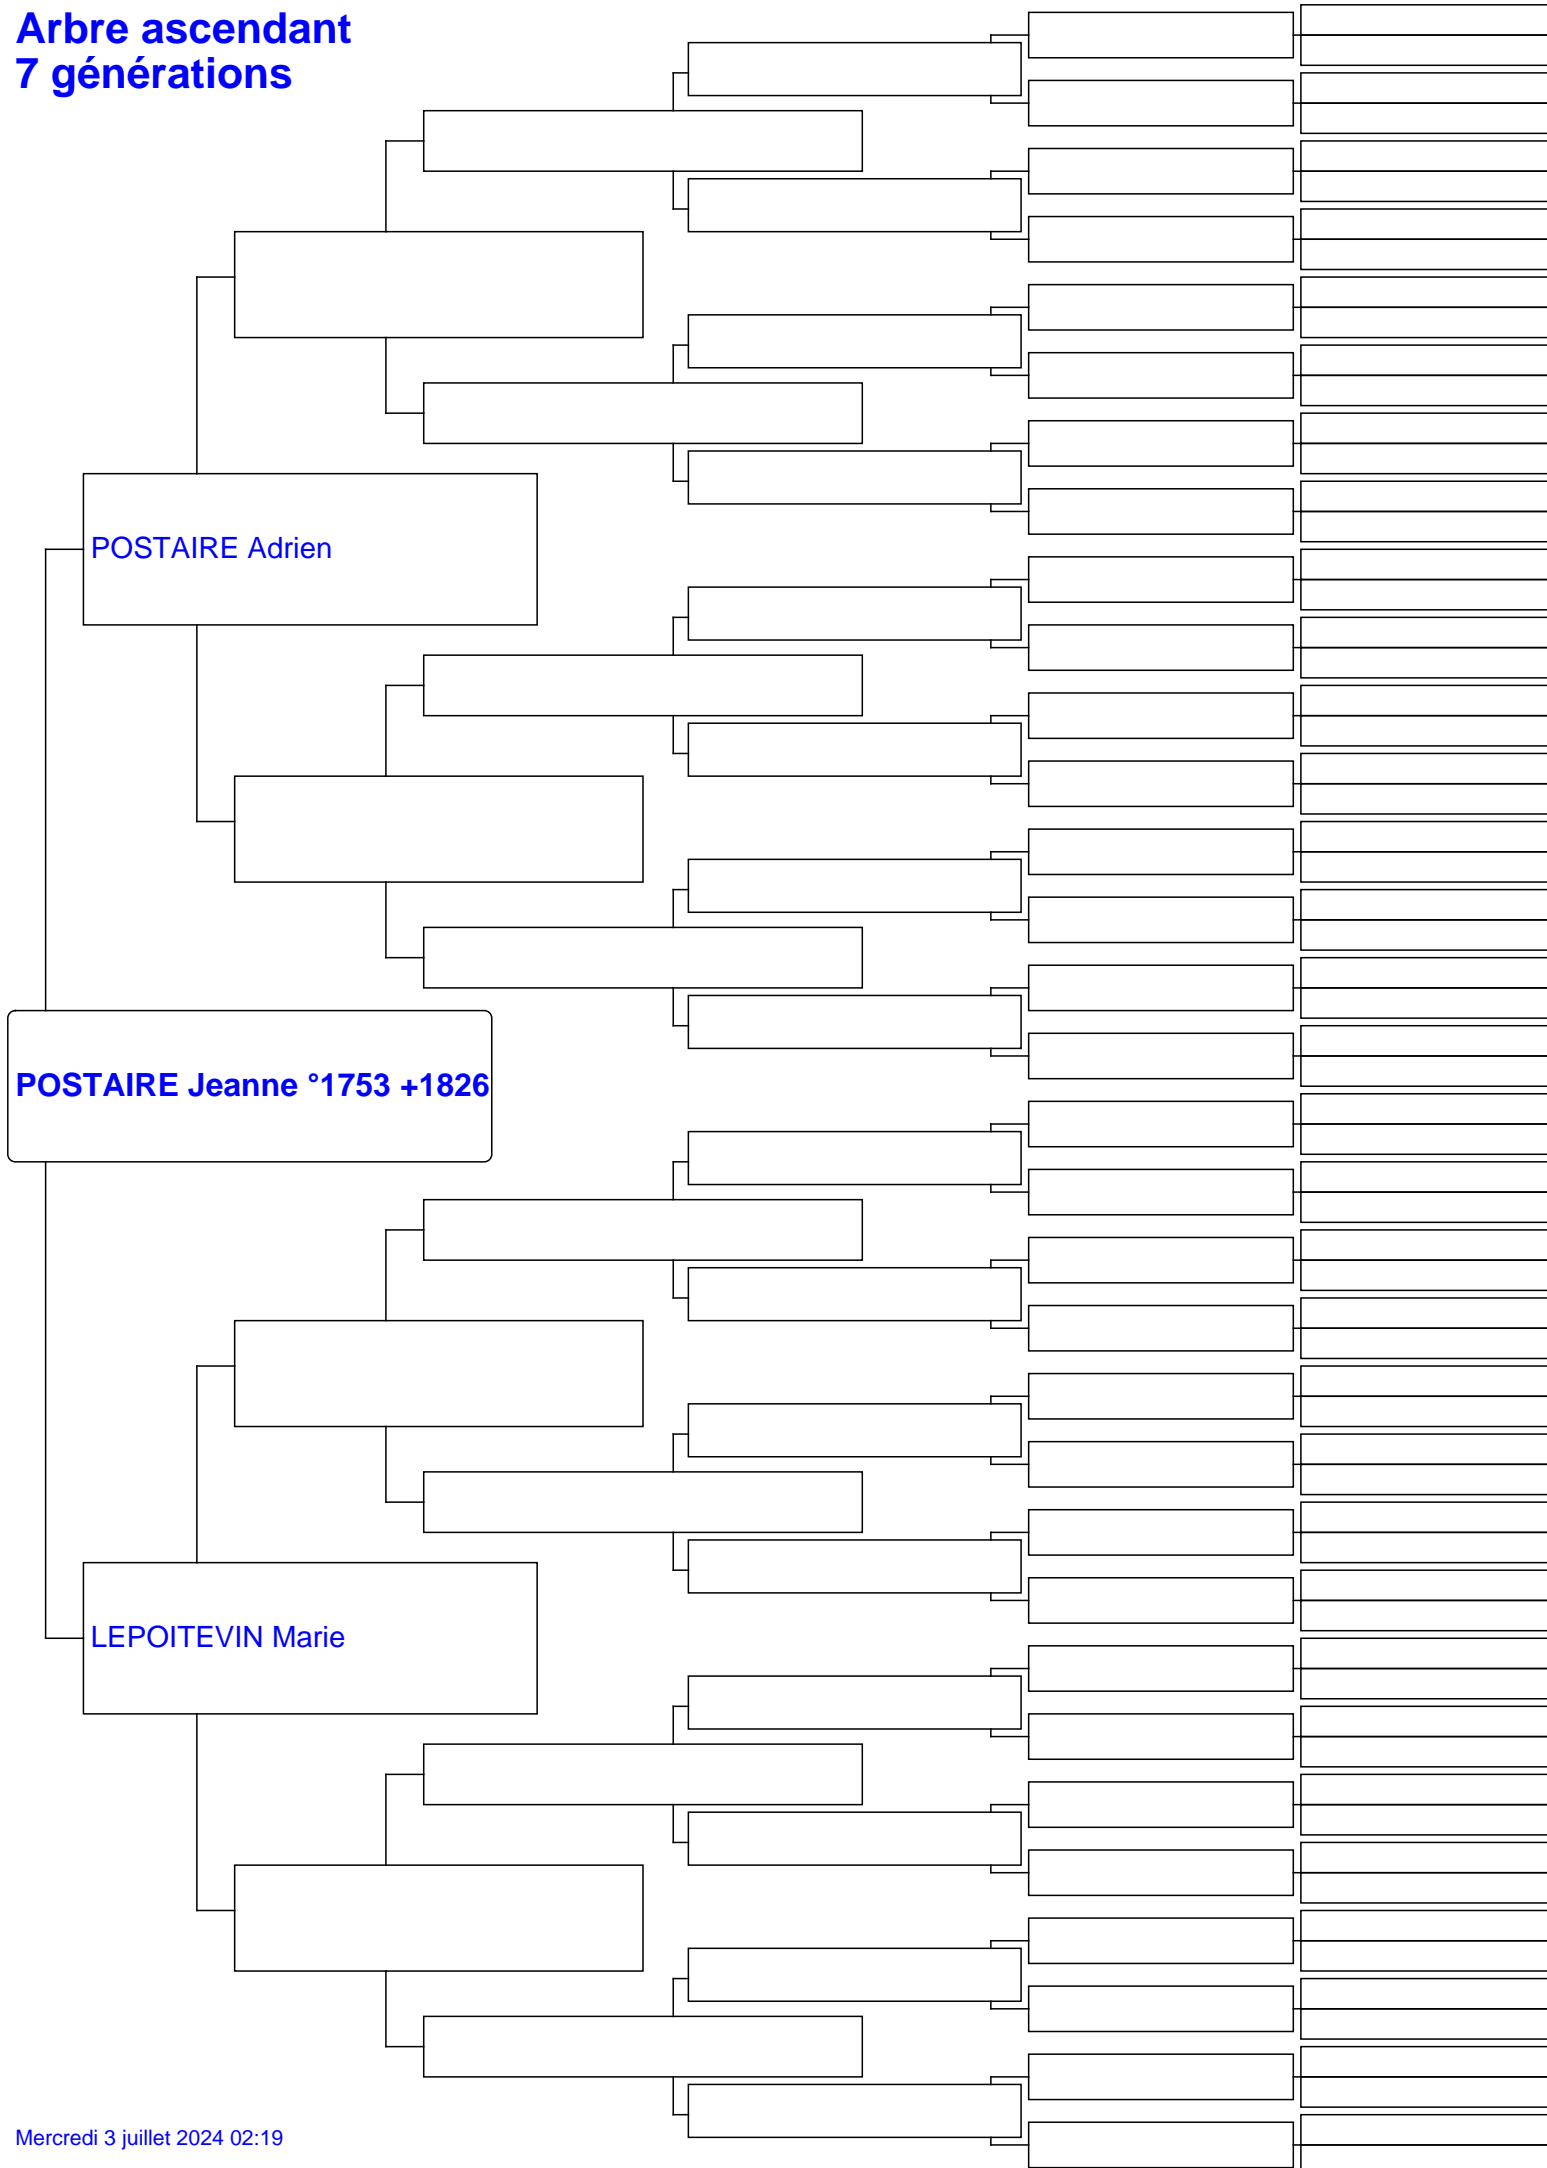 Arbre ascendant
7 générations
POSTAIRE Adrien
POSTAIRE Jeanne °1753 +1826
LEPOITEVIN Marie
Mercredi 3 juillet 2024 02:19